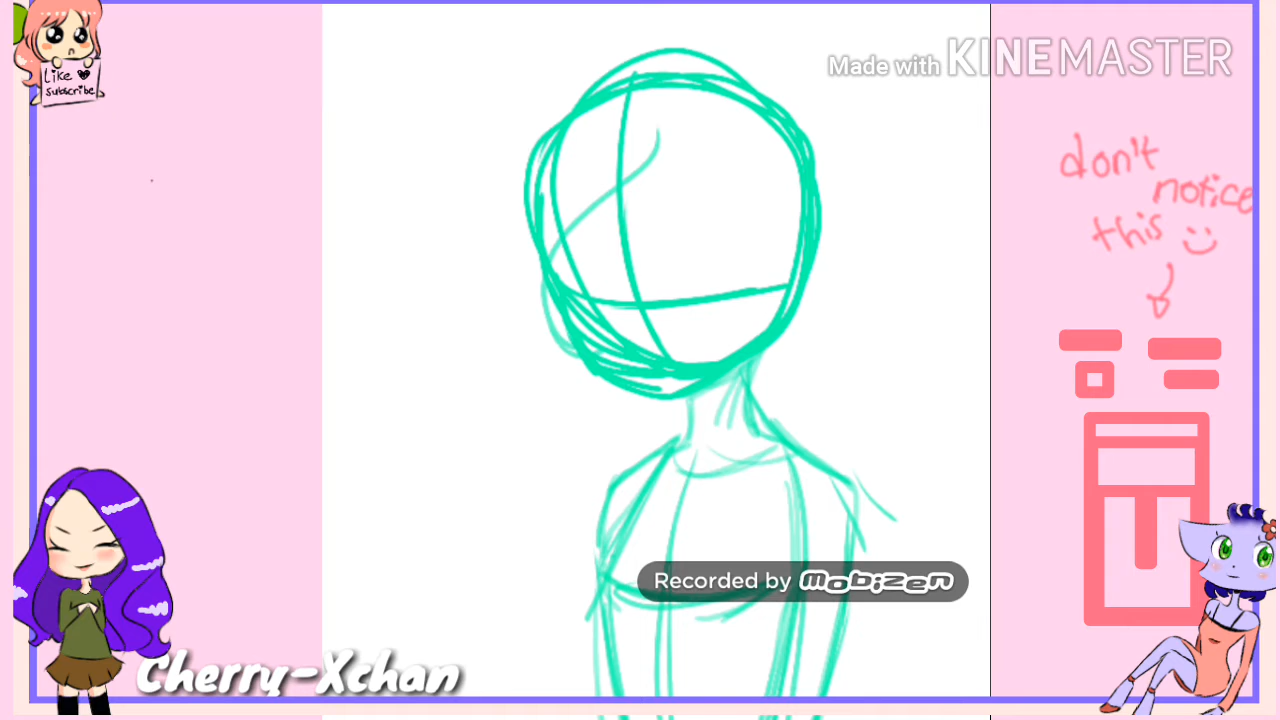 Like
subscribe
Made with KINEMASTER
don't
notice
this
Recorded by mobizen
Cherry-Xchan